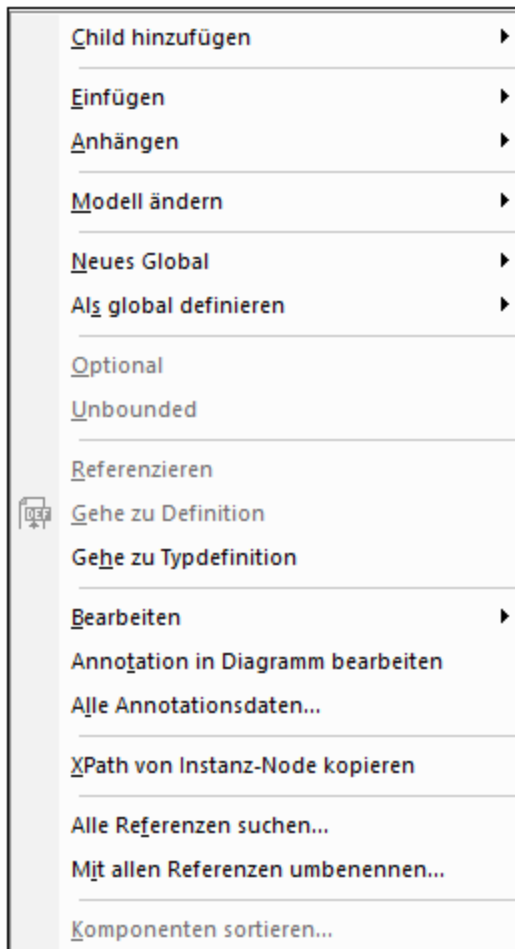 Child hinzufügen
Einfügen
Anhängen
Modell ändern
Neues Global
Als global definieren
Optional
Unbounded
Referenzieren
DEF Gehe zu Definition
Gehe zu Typdefinition
Bearbeiten
Annotation in Diagramm bearbeiten
Alle Annotationsdaten...
XPath von Instanz-Node kopieren
Alle Referenzen suchen...
Mit allen Referenzen umbenennen...
Komponenten sortieren...